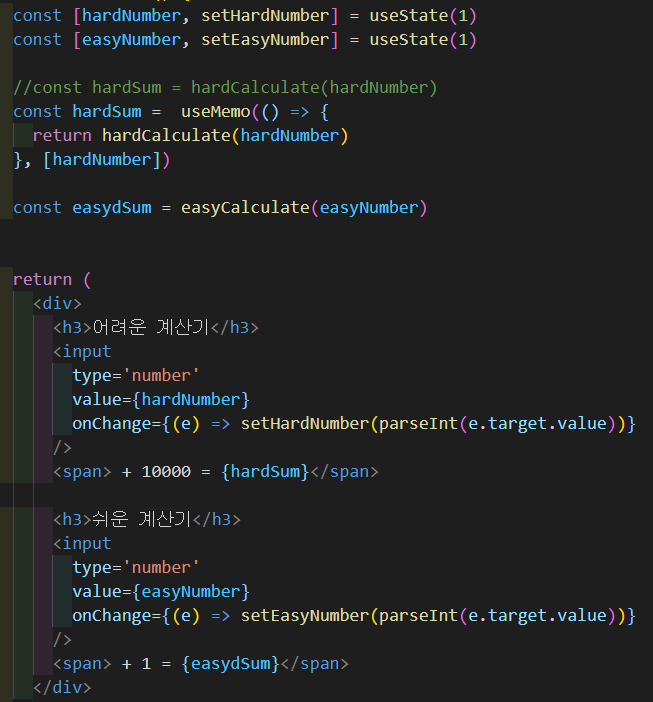 const [hardNumber, setHardNumber] = useState(1)
const [easyNumber, setEasyNumber] = useState(1)
//const hardSum = hardCalculate(hardNumber)
const hardSum =  useMemo(() => {
return hardCalculate(hardNumber)
}, [hardNumber])
const easydSum = easyCalculate(easyNumber)
return (
<div>
<h3>어려운 계산기</h3>
<input
type='number'
value={hardNumber}
onChange={(e) => setHardNumber(parseInt(e.target.value))}
/>
<span> + 10000 = {hardSum}</span>
<h3>쉬운 계산기</h3>
<input
type='number'
value={easyNumber}
onChange={(e) => setEasyNumber(parseInt(e.target.value))}
/>
<span> + 1 = {easydSum}</span>
</div>